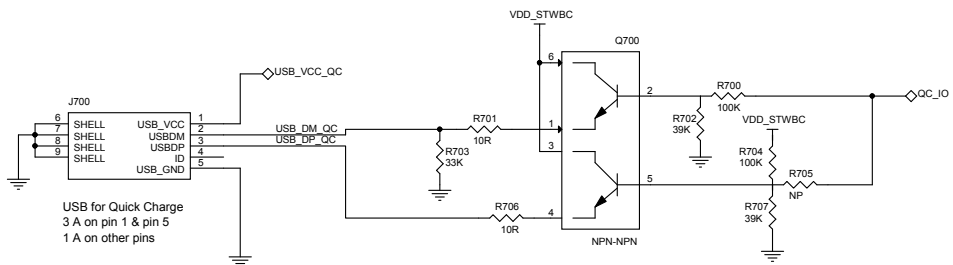 VDD_STWBC
Q700
USB_VCC_QC
6
J700
2
R700
QC_IO
100K
6
SHELL
USB_VCC
1
7
SHELL
USBDM
2
USB_DM_QC
R701
1
R702
39K
VDD_STWBC
8
SHELL
USBDP
3
USB_DP_QC
3
9
SHELL
ID
4
R703
33K
10R
R704
100K
USB_GND
5
5
R705
NP
USB for Quick Charge
3 A on pin 1 & pin 5
1 A on other pins
R706
10R
4
R707
39K
NPN-NPN